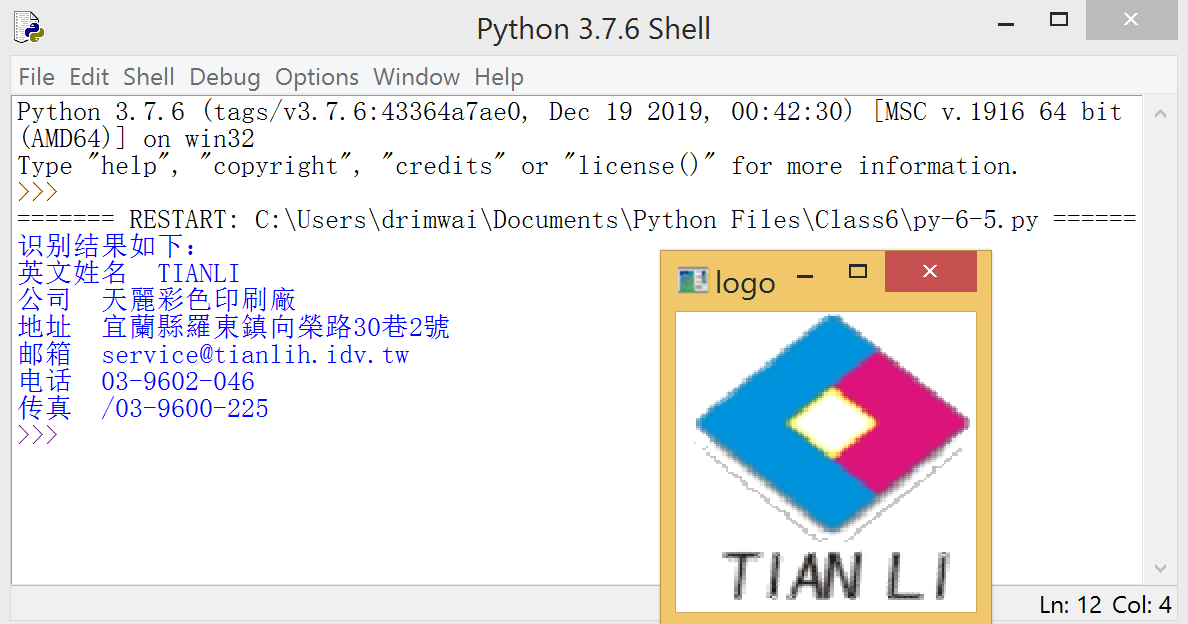 Python 3.7.6 Shell
File Edit Shell Debug Options Window Help
Python 3.7.6 (tags/v3.7.6:43364a7ae0, Dec 19 2019, 00:42:30) [MSC v.1916 64 bit
(AMD64)] on win32
Type "help", "copyright", "credits" or "license()" for more information.
>>>
======= RESTART: C:\Users\drimwai\Documents\Python Files\Class6\py-6-5.py ======
识别结果如下:
英文姓名 TIANLI
公司 天麗彩色印刷廠
地址 宜蘭縣羅東鎮向榮路30巷2號
邮箱 service@tianlih.idv.tw
电话 03-9602-046
传真 /03-9600-225
>>>
logo
TIAN LI
Ln: 12 Col: 4